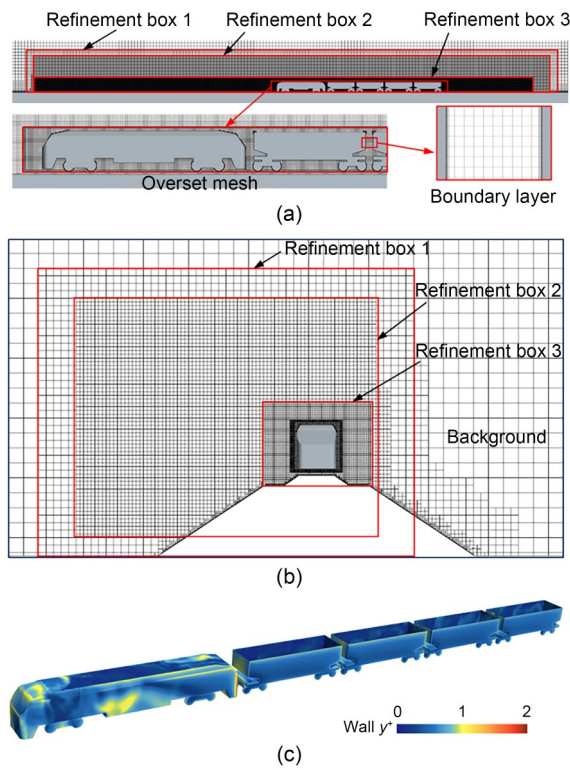 Refinement box 1
Refinement box 2
Refinement box 3
Overset mesh
Boundary layer
(a)
Refinement box 1
Refinement box 2
Refinement box 3
Background
(b)
Wall y⁺ 0 1 2
(c)